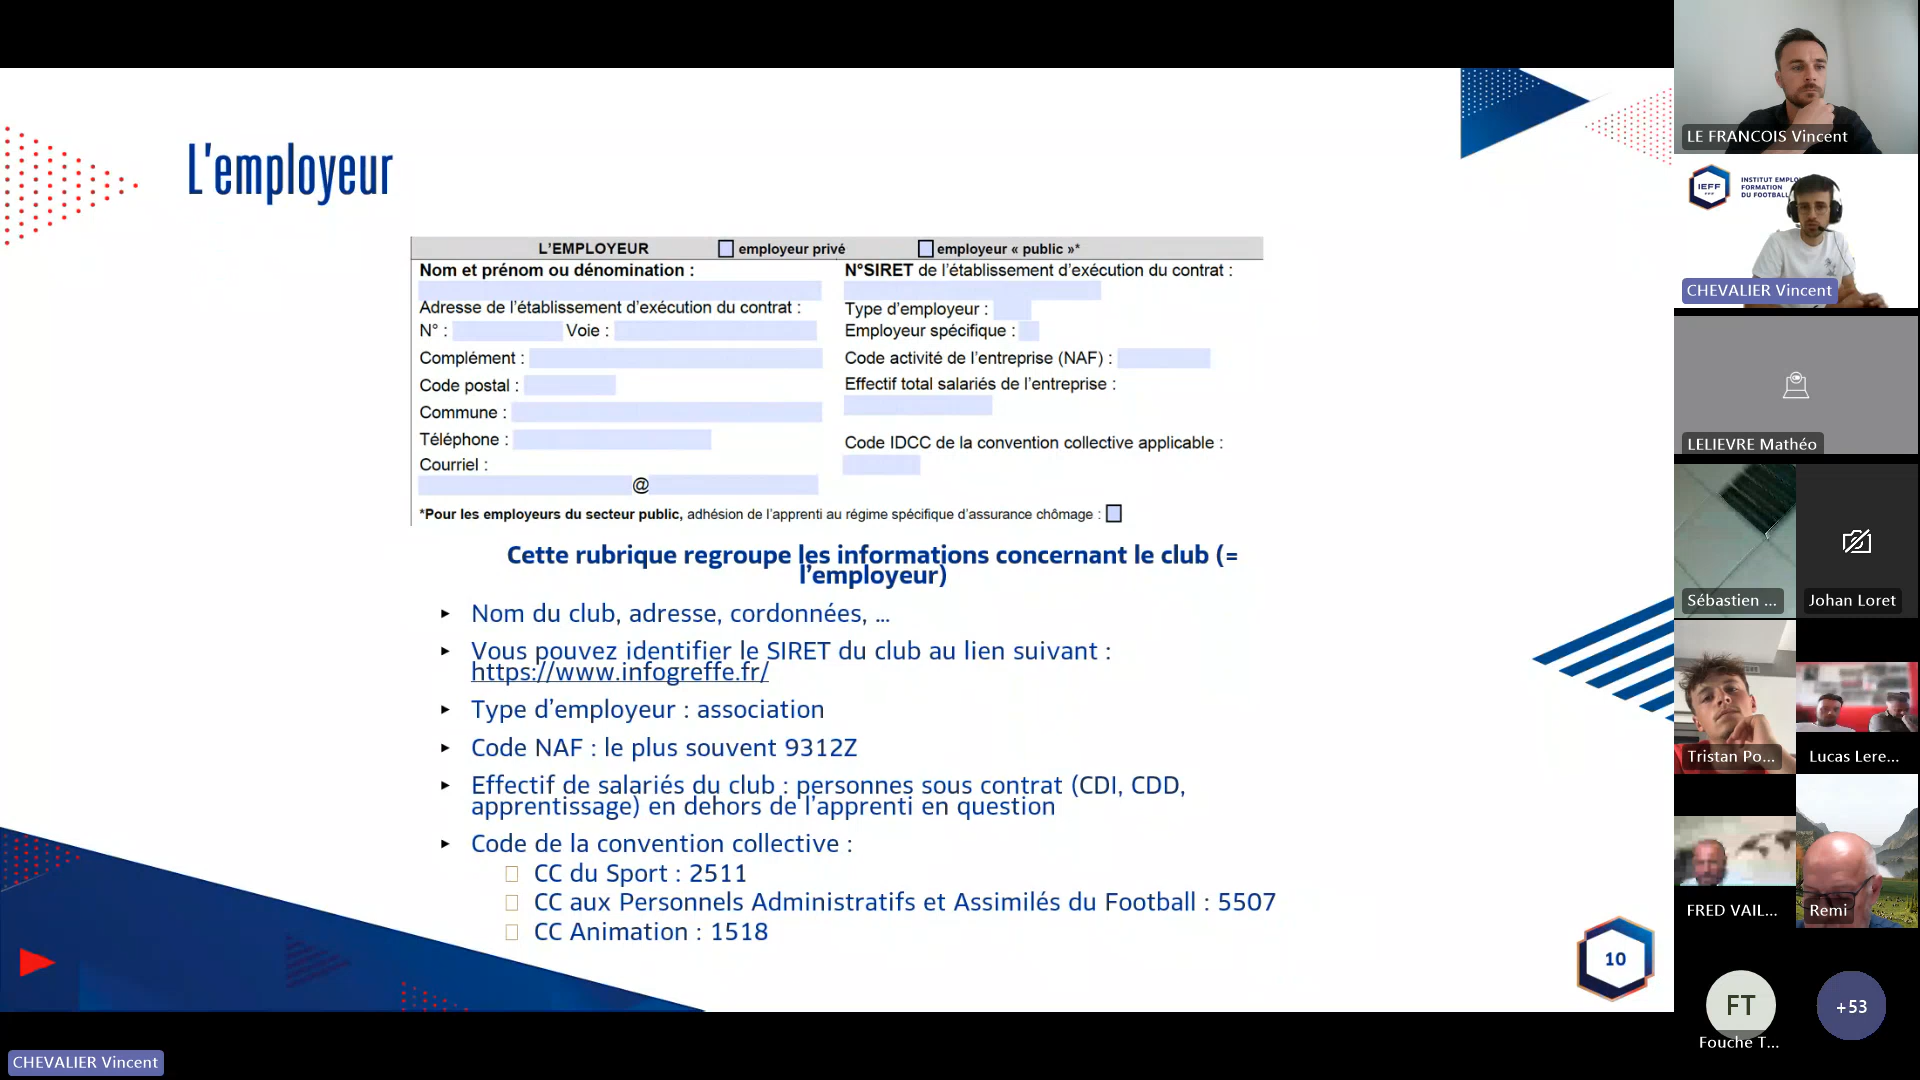 L'employeur
L'EMPLOYEUR employeur privé employeur « public »*
Nom et prénom ou dénomination :
N°SIRET de l'établissement d'exécution du contrat :
Adresse de l'établissement d'exécution du contrat :
Type d'employeur :
N° : Voie :
Employeur spécifique :
Complément :
Code activité de l'entreprise (NAF) :
Code postal :
Effectif total salariés de l'entreprise :
Commune :
Téléphone :
Code IDCC de la convention collective applicable :
Courriel :
@
*Pour les employeurs du secteur public, adhésion de l'apprenti au régime spécifique d'assurance chômage :
Cette rubrique regroupe les informations concernant le club (=
l'employeur)
Nom du club, adresse, cordonnées, ...
Vous pouvez identifier le SIRET du club au lien suivant :
https://www.infogreffe.fr/
Type d'employeur : association
Code NAF : le plus souvent 9312Z
Effectif de salariés du club : personnes sous contrat (CDI, CDD,
apprentissage) en dehors de l'apprenti en question
Code de la convention collective :
CC du Sport : 2511
CC aux Personnels Administratifs et Assimilés du Football : 5507
CC Animation : 1518
10
CHEVALIER Vincent
LE FRANCOIS Vincent
IEFF
INSTITUT
FORMATION
DU FOOTBALL
CHEVALIER Vincent
LELIEVRE Mathéo
Sébastien ...
Johan Loret
Tristan Po...
Lucas Lere...
FRED VAIL...
Remi
FT
+53
Fouche T...